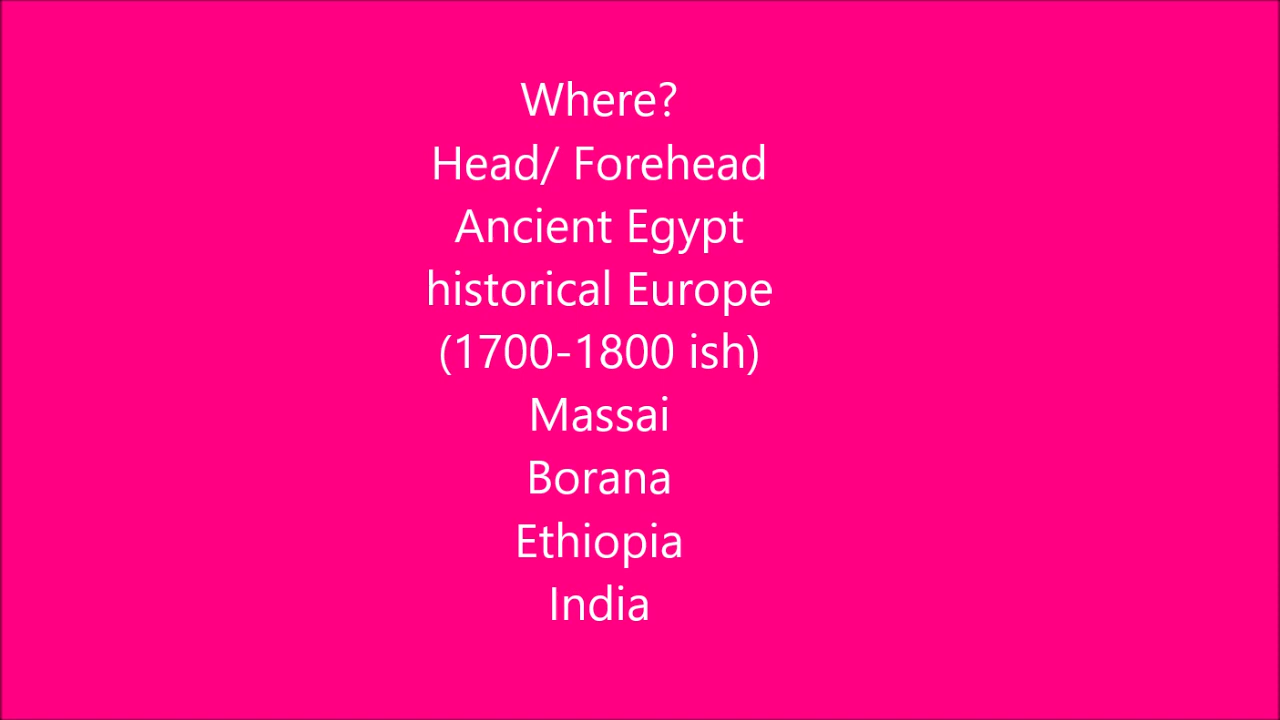 Where?
Head/ Forehead
Ancient Egypt
historical Europe
(1700-1800 ish)
Massai
Borana
Ethiopia
India